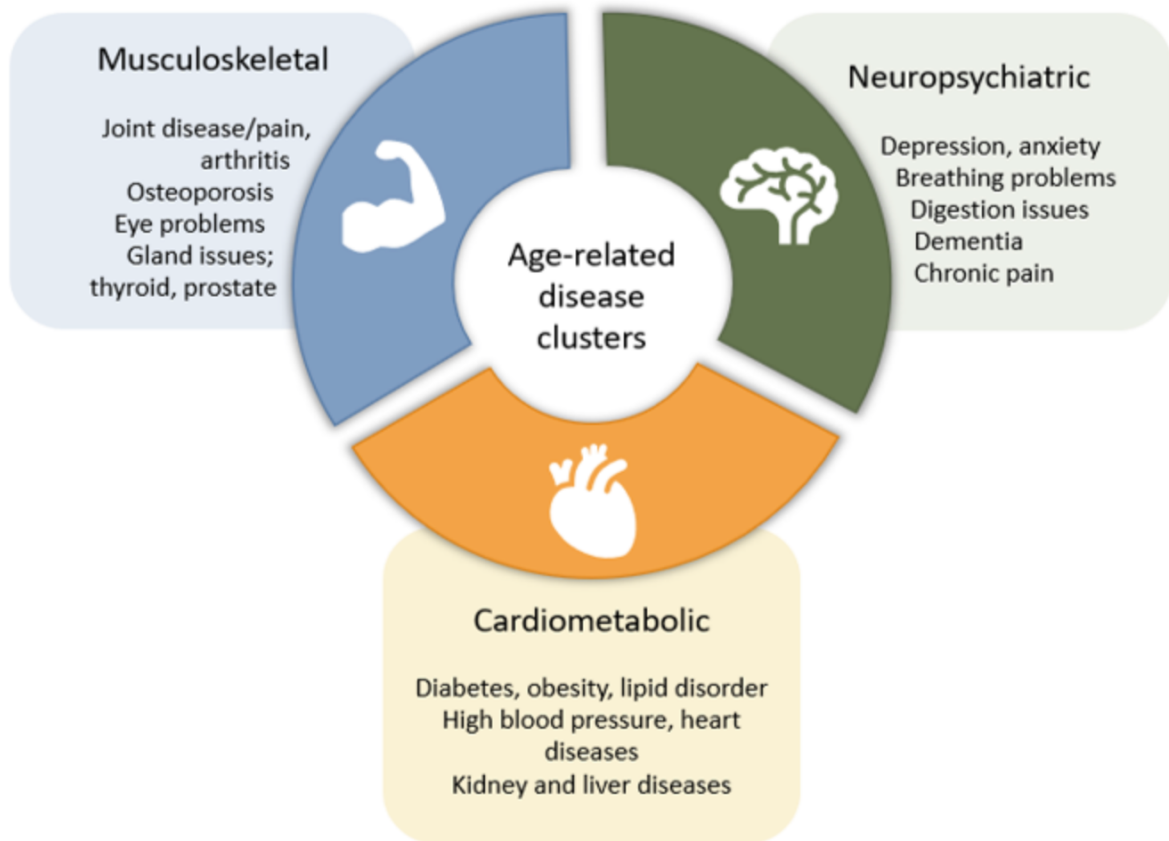 Musculoskeletal
Joint disease/pain,
arthritis
Osteoporosis
Eye problems
Gland issues;
thyroid, prostate
Neuropsychiatric
Depression, anxiety
Breathing problems
Digestion issues
Dementia
Chronic pain
Age-related
disease
clusters
Cardiometabolic
Diabetes, obesity, lipid disorder
High blood pressure, heart
diseases
Kidney and liver diseases